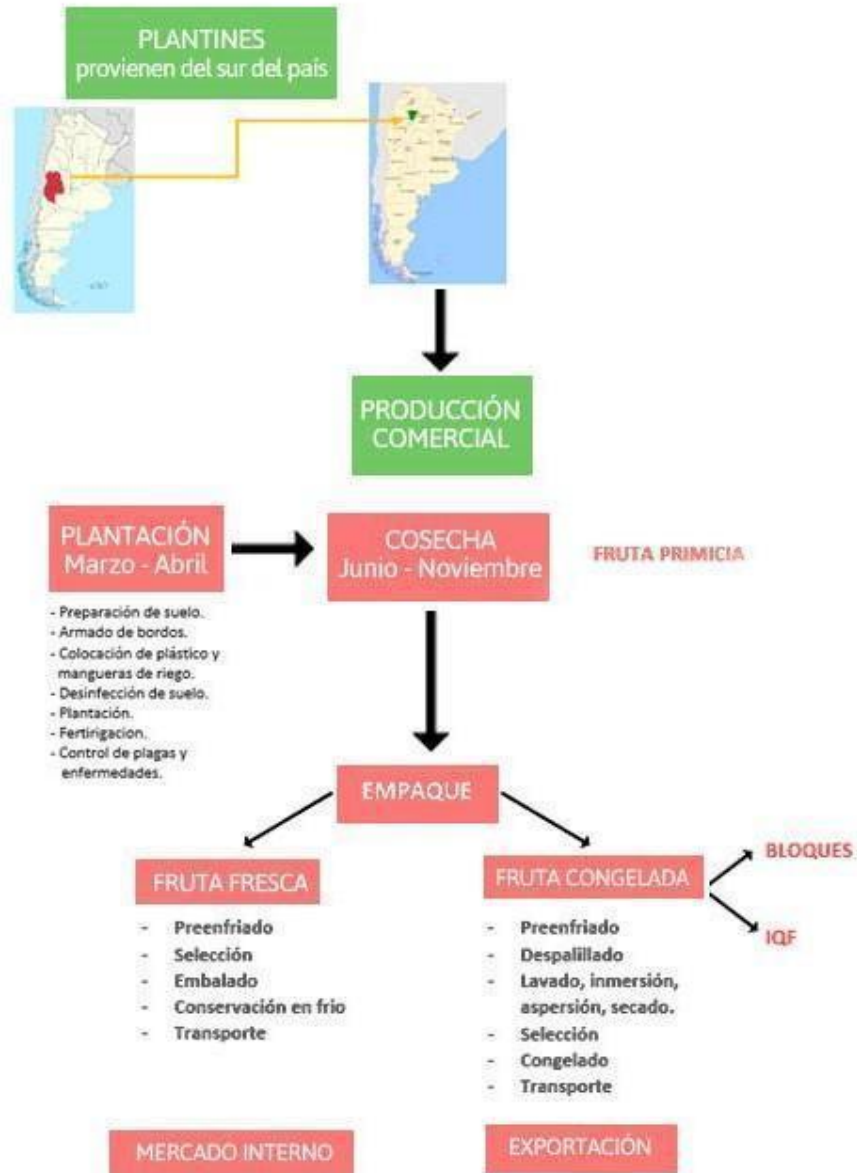 PLANTINES
provienen del sur del país
PRODUCCIÓN
COMERCIAL
PLANTACIÓN
Marzo - Abril
COSECHA
Junio - Noviembre
FRUTA PRIMICIA
- Preparación de suelo.
- Armado de bordos.
- Colocación de plástico y
mangueras de riego.
- Desinfección de suelo.
- Plantación.
- Fertirigacion.
- Control de plagas y
enfermedades.
EMPAQUE
FRUTA FRESCA
- Preenfriado
- Selección
- Embalado
- Conservación en frio
- Transporte
FRUTA CONGELADA
- Preenfriado
- Despalillado
- Lavado, inmersión,
aspersión, secado.
- Selección
- Congelado
- Transporte
BLOQUES
IQF
MERCADO INTERNO
EXPORTACIÓN